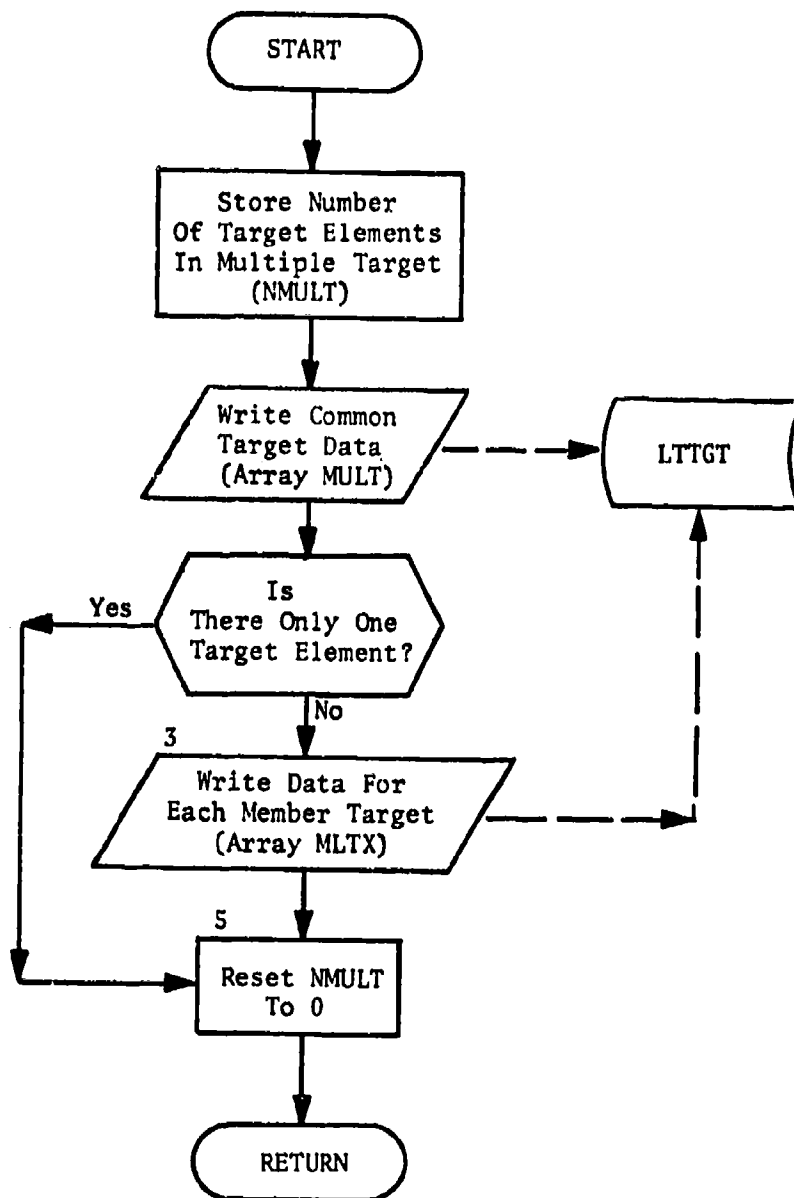 START
Store Number
Of Target Elements
In Multiple Target
(NMULT)
Write Common
Target Data
(Array MULT)
LTTGT
Is
There Only One
Target Element?
Yes
No
3
Write Data For
Each Member Target
(Array MLTX)
5
Reset NMULT
To 0
RETURN